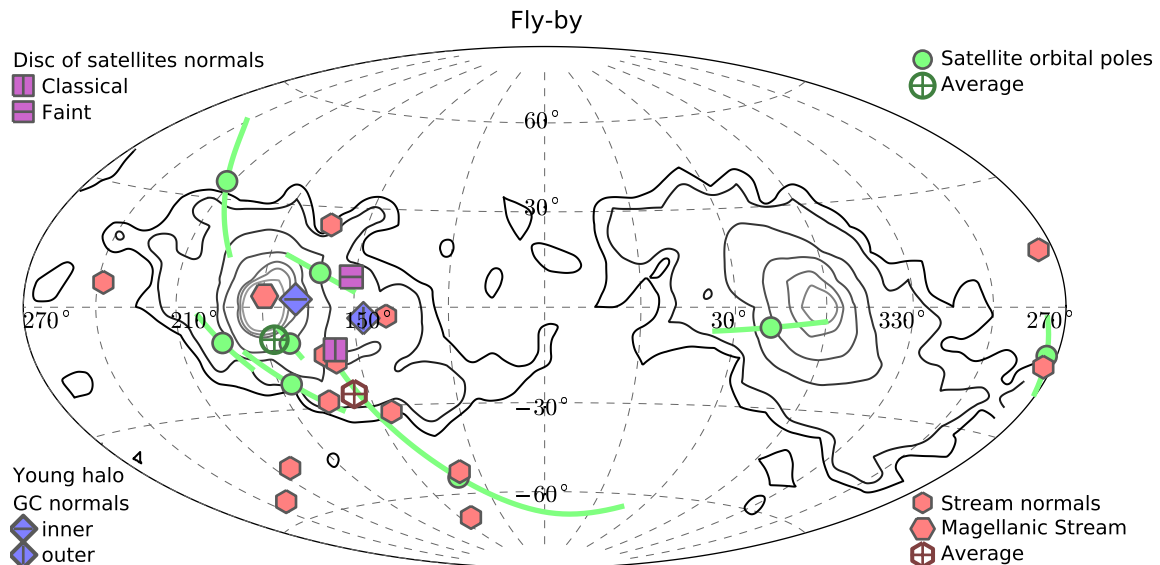 Fly-by
Disc of satellites normals
Classical
Faint
Satellite orbital poles
Average
60°
30°
270° 210° 150° 30° 330° 270°
−30°
−60°
Young halo
GC normals
inner
outer
Stream normals
Magellanic Stream
Average